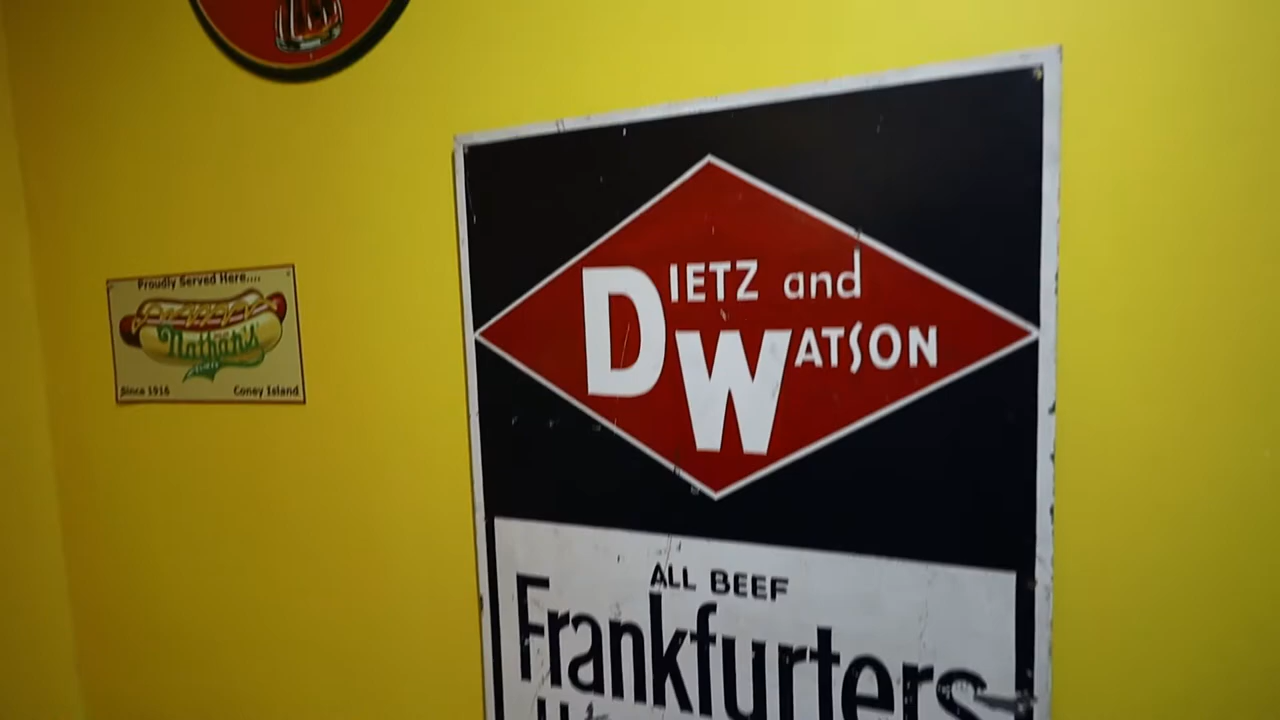 Proudly Served Here....
Nathan's
Since 1916 Coney Island
DIETZ and
WATSON
ALL BEEF
Frankfurters